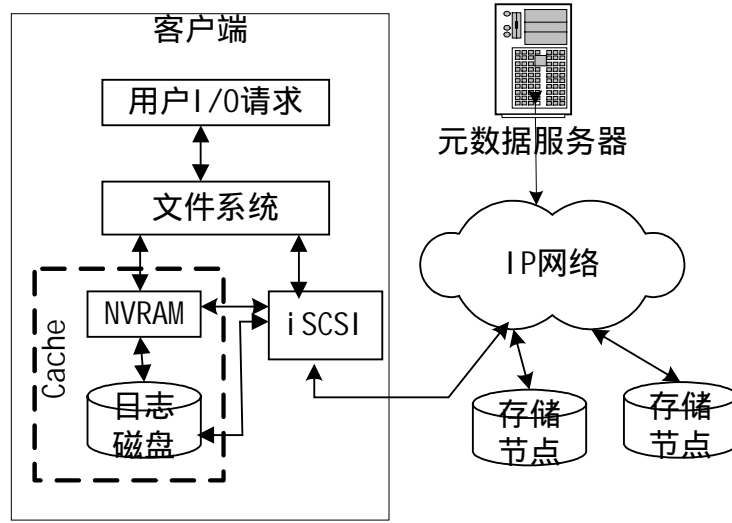 客户端
用户I/O请求
文件系统
Cache
NVRAM
iSCSI
日志
磁盘
元数据服务器
IP网络
存储
节点
存储
节点